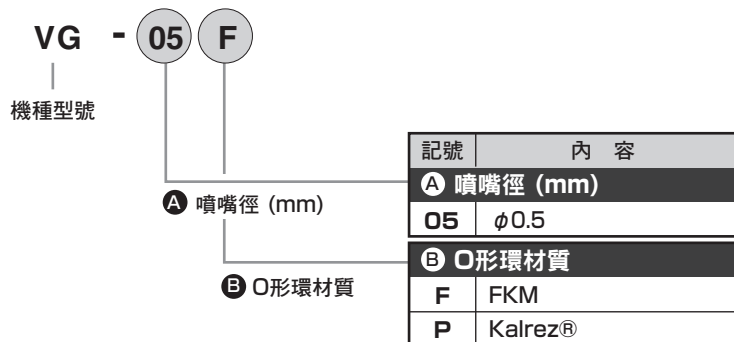 VG - 05 F
機種型號
A 噴嘴徑 (mm)
B O形環材質
記號 內 容
A 噴嘴徑 (mm)
05 φ0.5
B O形環材質
F FKM
P Kalrez®